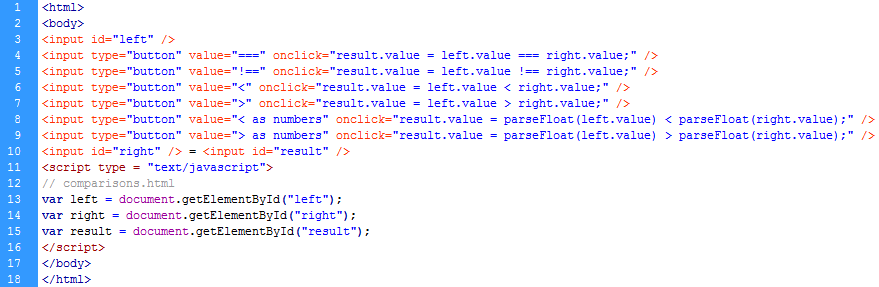 1 <html>
2 <body>
3 <input id="left" />
4 <input type="button" value="===" onclick="result.value = left.value === right.value;" />
5 <input type="button" value="!==" onclick="result.value = left.value !== right.value;" />
6 <input type="button" value="<" onclick="result.value = left.value < right.value;" />
7 <input type="button" value=">" onclick="result.value = left.value > right.value;" />
8 <input type="button" value="< as numbers" onclick="result.value = parseFloat(left.value) < parseFloat(right.value);" />
9 <input type="button" value="> as numbers" onclick="result.value = parseFloat(left.value) > parseFloat(right.value);" />
10 <input id="right" /> = <input id="result" />
11 <script type = "text/javascript">
12 // comparisons.html
13 var left = document.getElementById("left");
14 var right = document.getElementById("right");
15 var result = document.getElementById("result");
16 </script>
17 </body>
18 </html>